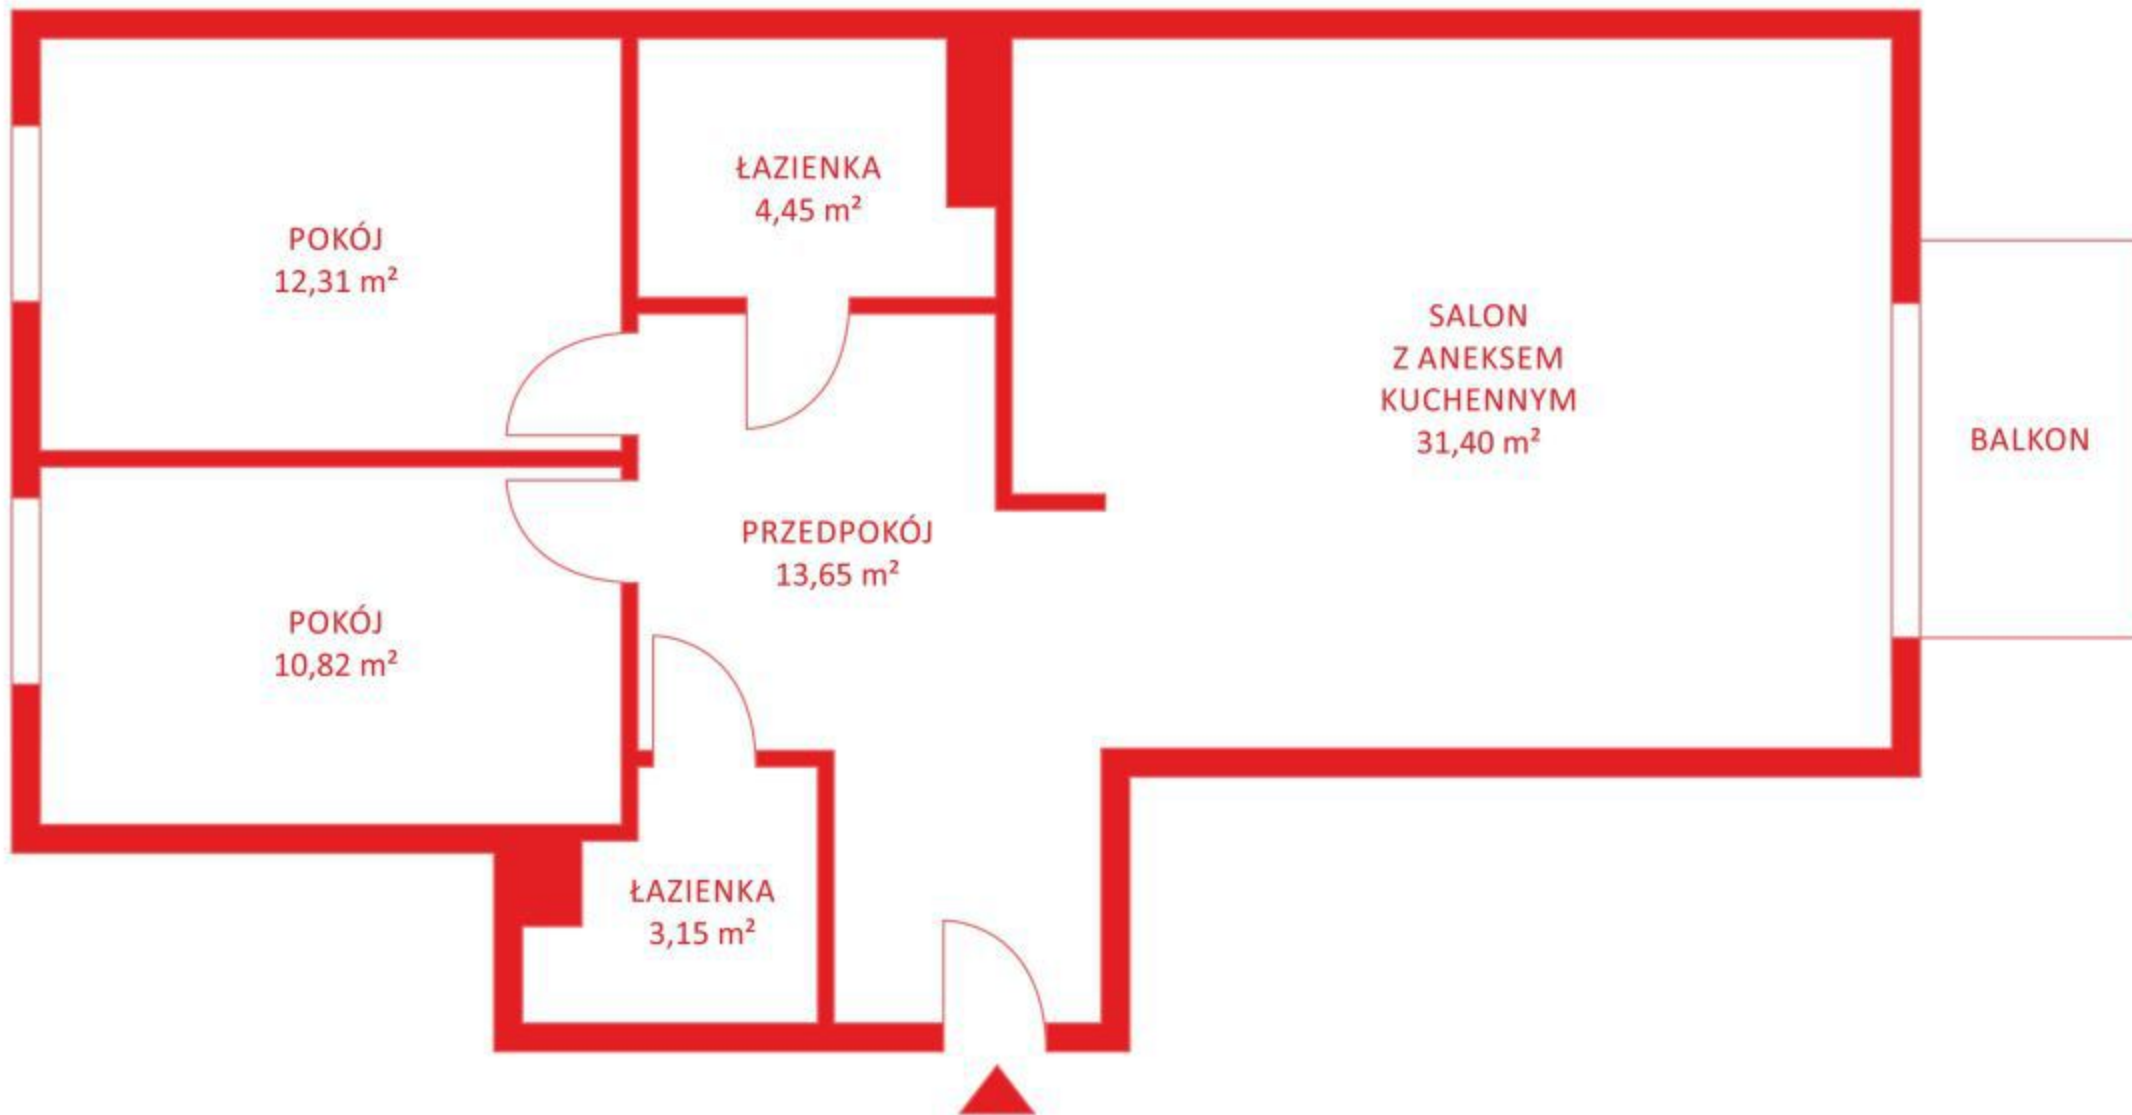 ŁAZIENKA
4,45 m²
POKÓJ
12,31 m²
SALON
Z ANEKSEM
KUCHENNYM
31,40 m²
BALKON
PRZEDPOKÓJ
13,65 m²
POKÓJ
10,82 m²
ŁAZIENKA
3,15 m²